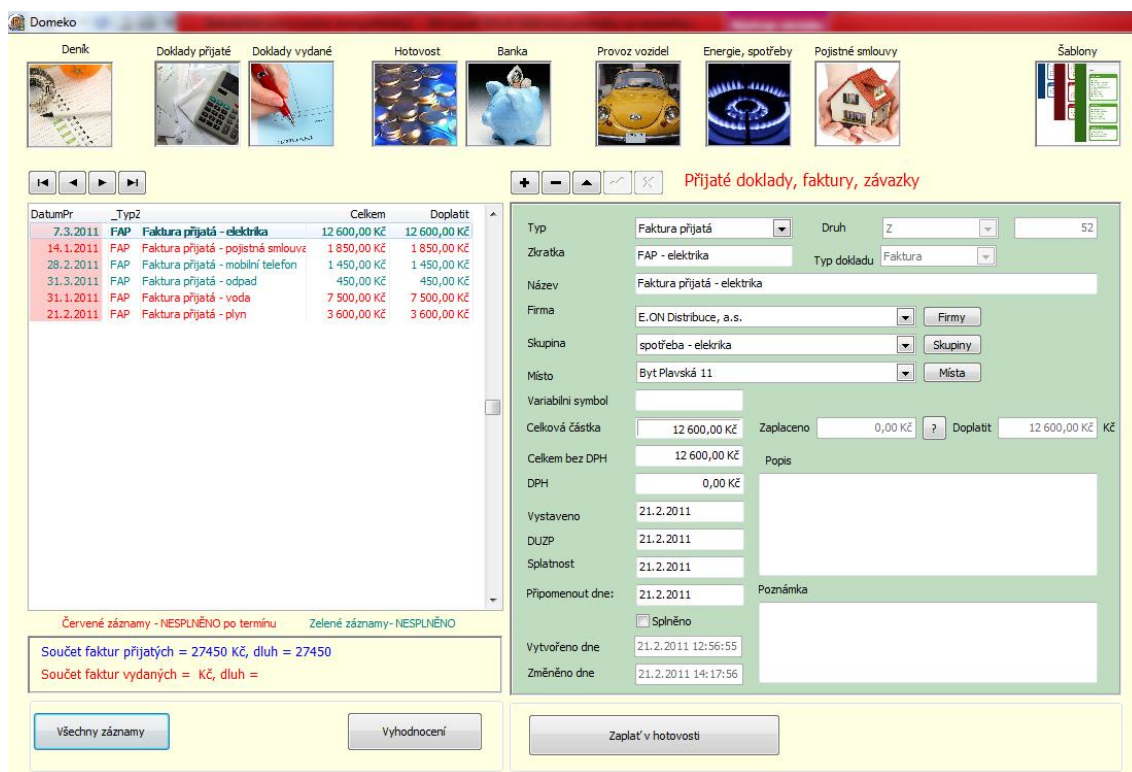 Domeko
Deník Doklady přijaté Doklady vydané Hotovost Banka Provoz vozidel Energie, spotřeby Pojistné smlouvy Šablony
Přijaté doklady, faktury, závazky
DatumPr _TypZ Celkem Doplatit
7.3.2011 FAP Faktura přijatá - elektrika 12 600,00 Kč 12 600,00 Kč
14.1.2011 FAP Faktura přijatá - pojistná smlouva 1 850,00 Kč 1 850,00 Kč
28.2.2011 FAP Faktura přijatá - mobilní telefon 1 450,00 Kč 1 450,00 Kč
31.3.2011 FAP Faktura přijatá - odpad 450,00 Kč 450,00 Kč
31.1.2011 FAP Faktura přijatá - voda 7 500,00 Kč 7 500,00 Kč
21.2.2011 FAP Faktura přijatá - plyn 3 600,00 Kč 3 600,00 Kč
Červené záznamy - NESPLNĚNO po termínu Zelené záznamy- NESPLNĚNO
Součet faktur přijatých = 27450 Kč, dluh = 27450
Součet faktur vydaných = Kč, dluh =
Všechny záznamy Vyhodnocení
Typ Faktura přijatá Druh Z 52
Zkratka FAP - elektrika Typ dokladu Faktura
Název Faktura přijatá - elektrika
Firma E.ON Distribuce, a.s. Firmy
Skupina spotřeba - elekrika Skupiny
Místo Byt Plavská 11 Místa
Variabilni symbol
Celková částka 12 600,00 Kč Zaplaceno 0,00 Kč ? Doplatit 12 600,00 Kč Kč
Celkem bez DPH 12 600,00 Kč Popis
DPH 0,00 Kč
Vystaveno 21.2.2011
DUZP 21.2.2011
Splatnost 21.2.2011
Připomenout dne: 21.2.2011 Poznámka
Splněno
Vytvořeno dne 21.2.2011 12:56:55
Změněno dne 21.2.2011 14:17:56
Zaplať v hotovosti